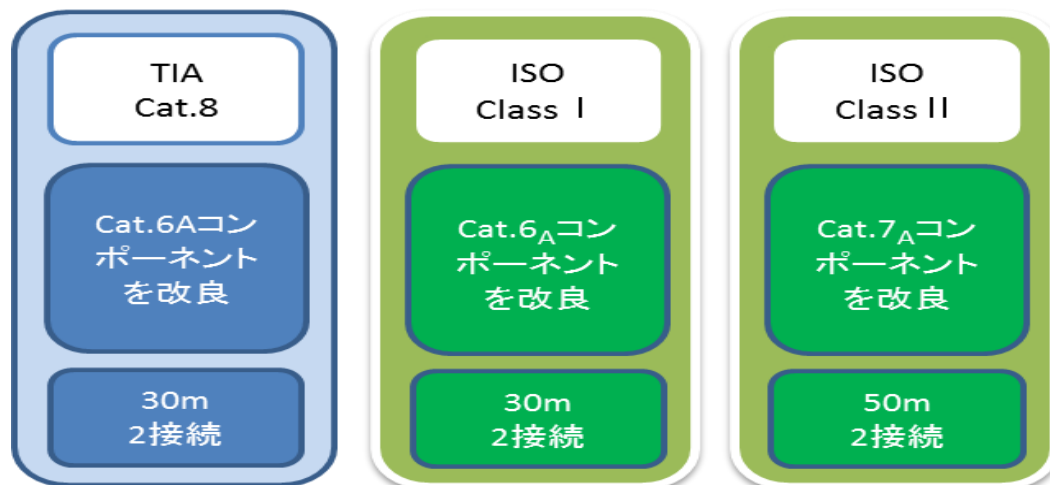 TIA
Cat.8
Cat.6Aコン
ポーネント
を改良
30m
2接続
ISO
Class Ⅰ
Cat.6Aコン
ポーネント
を改良
30m
2接続
ISO
Class II
Cat.7Aコン
ポーネント
を改良
50m
2接続